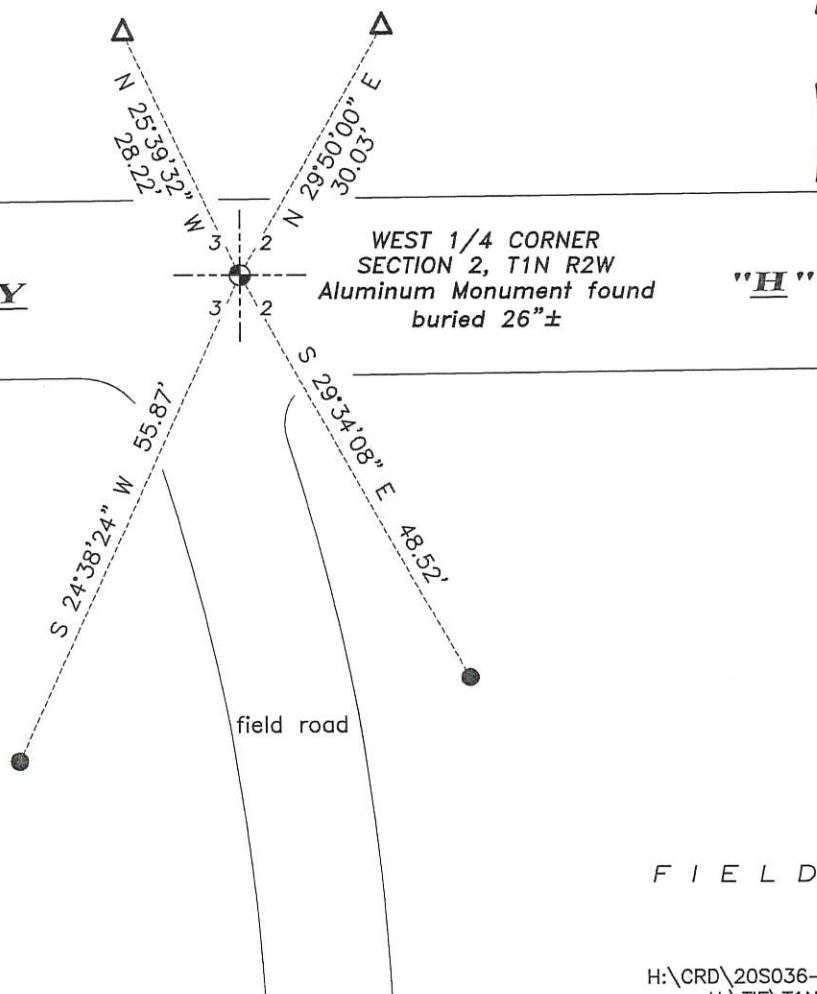 N 25°39'32" W
28.22'
N 29°50'00" E
30.03'
3 2
3 2
WEST 1/4 CORNER
SECTION 2, T1N R2W
Aluminum Monument found
buried 26"±
Y
"H"
S 24°38'24" W 55.87'
S 29°34'08" E 48.52'
field road
FIELD
H:\CRD\20S036-